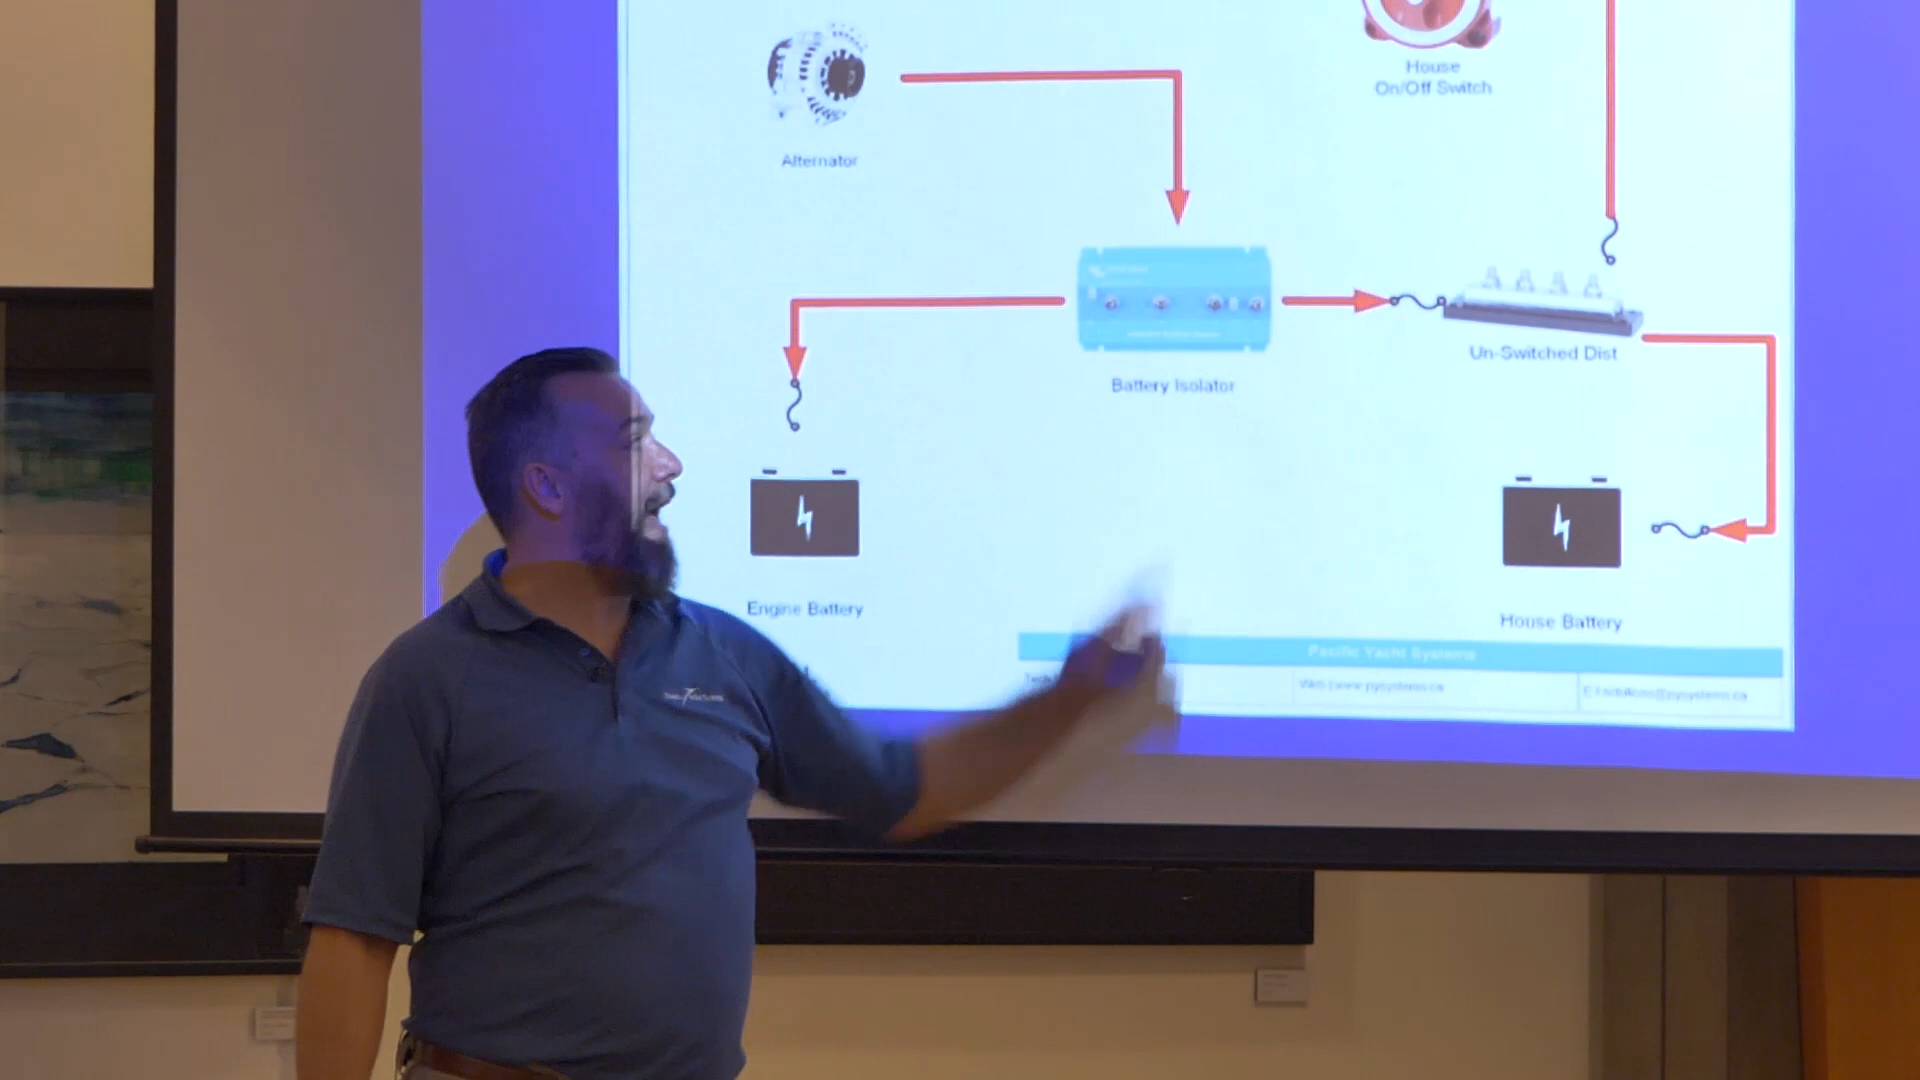 House
On/Off Switch
Alternator
Un-Switched Dist
Battery Isolator
Engine Battery
House Battery
Pacific Yacht Systems
Web: www.pysystems.ca